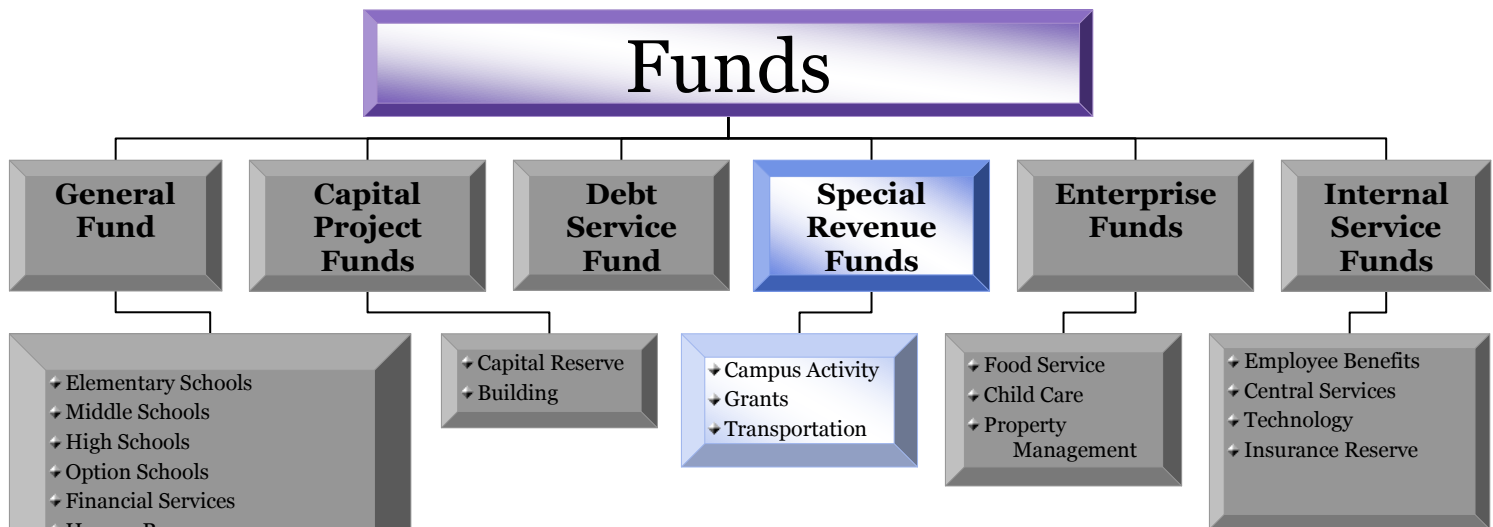 Funds
General
Fund
Capital
Project
Funds
Debt
Service
Fund
Special
Revenue
Funds
Enterprise
Funds
Internal
Service
Funds
Elementary Schools
Middle Schools
High Schools
Option Schools
Financial Services
Capital Reserve
Building
Campus Activity
Grants
Transportation
Food Service
Child Care
Property
Management
Employee Benefits
Central Services
Technology
Insurance Reserve